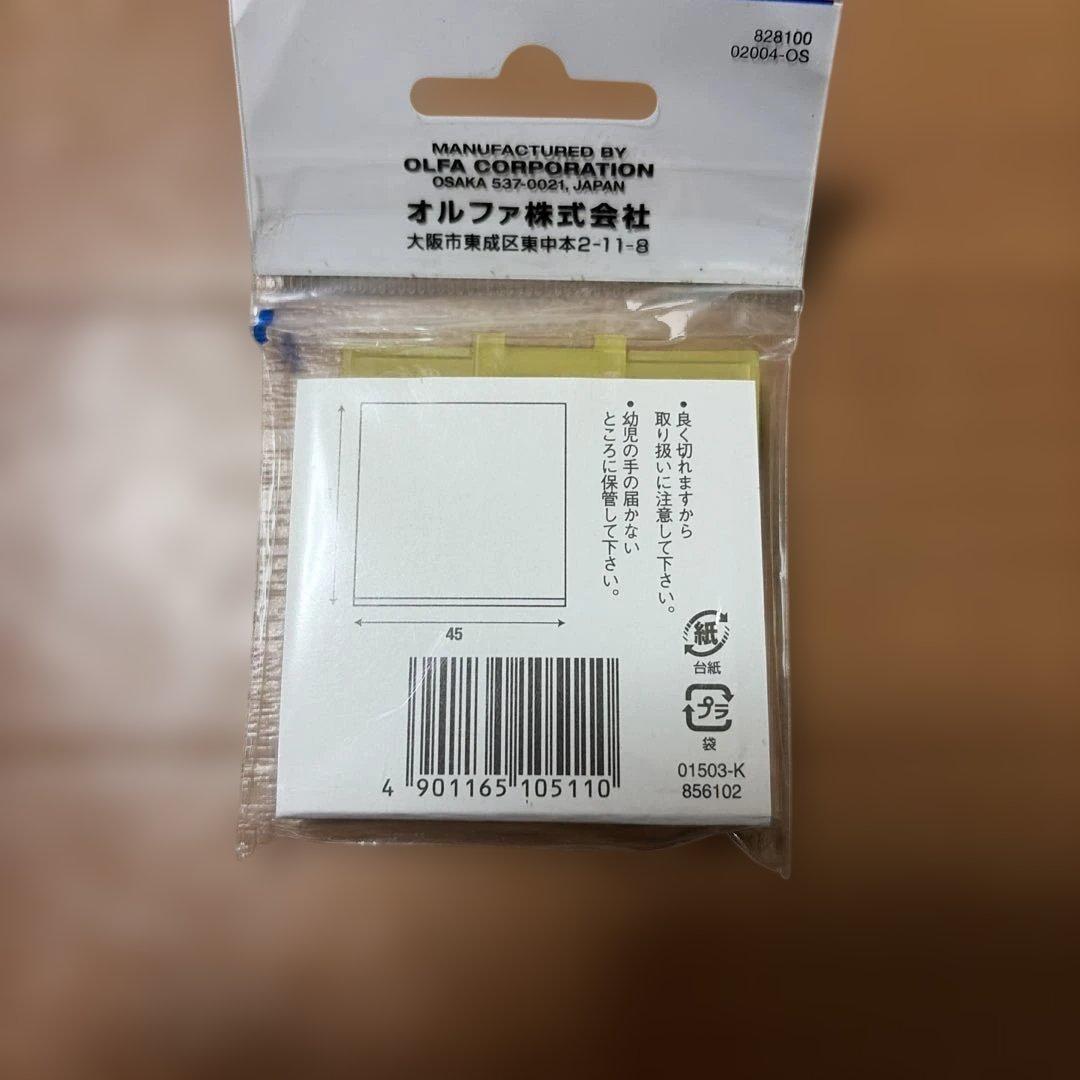 828100
02004-OS
MANUFACTURED BY
OLFA CORPORATION
OSAKA 537-0021, JAPAN
オルファ株式会社
大阪市東成区東中本2-11-8
•良く切れますから
取り扱いに注意して下さい。
•幼児の手の届かない
ところに保管して下さい。
45
紙
台紙
プラ
袋
01503-K
856102
4 901165 105110